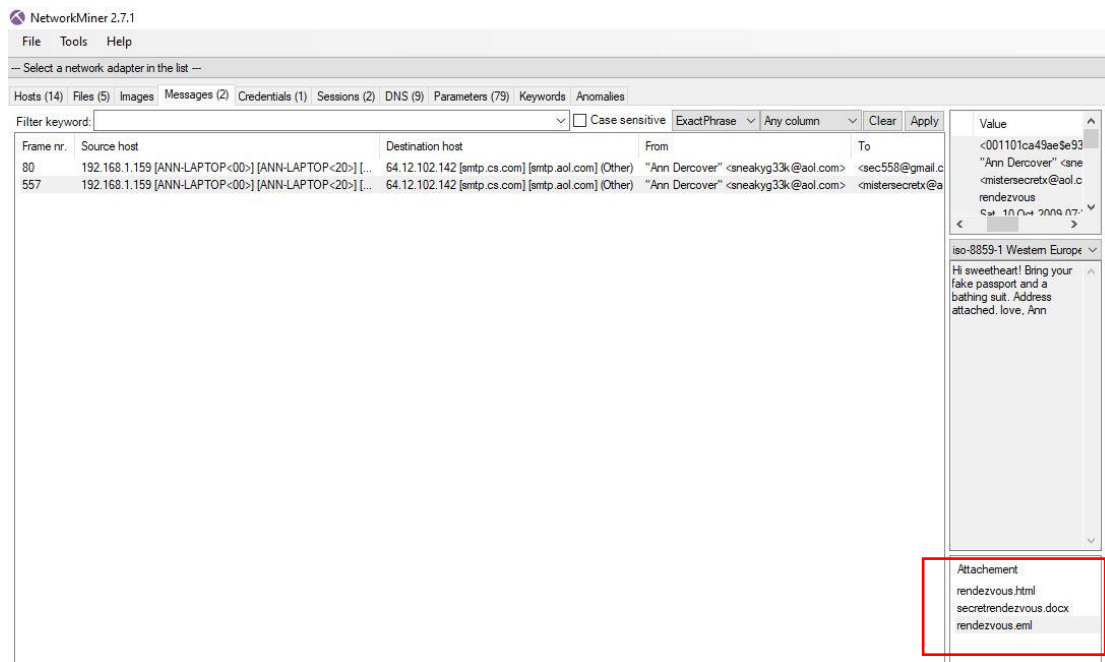 NetworkMiner 2.7.1
File Tools Help
--- Select a network adapter in the list ---
Hosts (14) Files (5) Images Messages (2) Credentials (1) Sessions (2) DNS (9) Parameters (79) Keywords Anomalies
Filter keyword: Case sensitive ExactPhrase Any column Clear Apply
Frame nr. Source host Destination host From To
80 192.168.1.159 [ANN-LAPTOP<00>] [ANN-LAPTOP<20>] [... 64.12.102.142 [smtp.cs.com] [smtp.aol.com] (Other) "Ann Dercover" <sneakyg33k@aol.com> <sec558@gmail.c
557 192.168.1.159 [ANN-LAPTOP<00>] [ANN-LAPTOP<20>] [... 64.12.102.142 [smtp.cs.com] [smtp.aol.com] (Other) "Ann Dercover" <sneakyg33k@aol.com> <mistersecretx@a
Value
<001101ca49ae$e93
"Ann Dercover" <sne
<mistersecretx@aol.c
rendezvous
Sat, 10 Oct 2009 07:
iso-8859-1 Western Europe
Hi sweetheart! Bring your
fake passport and a
bathing suit. Address
attached. love, Ann
Attachement
rendezvous.html
secretrendezvous.docx
rendezvous.eml